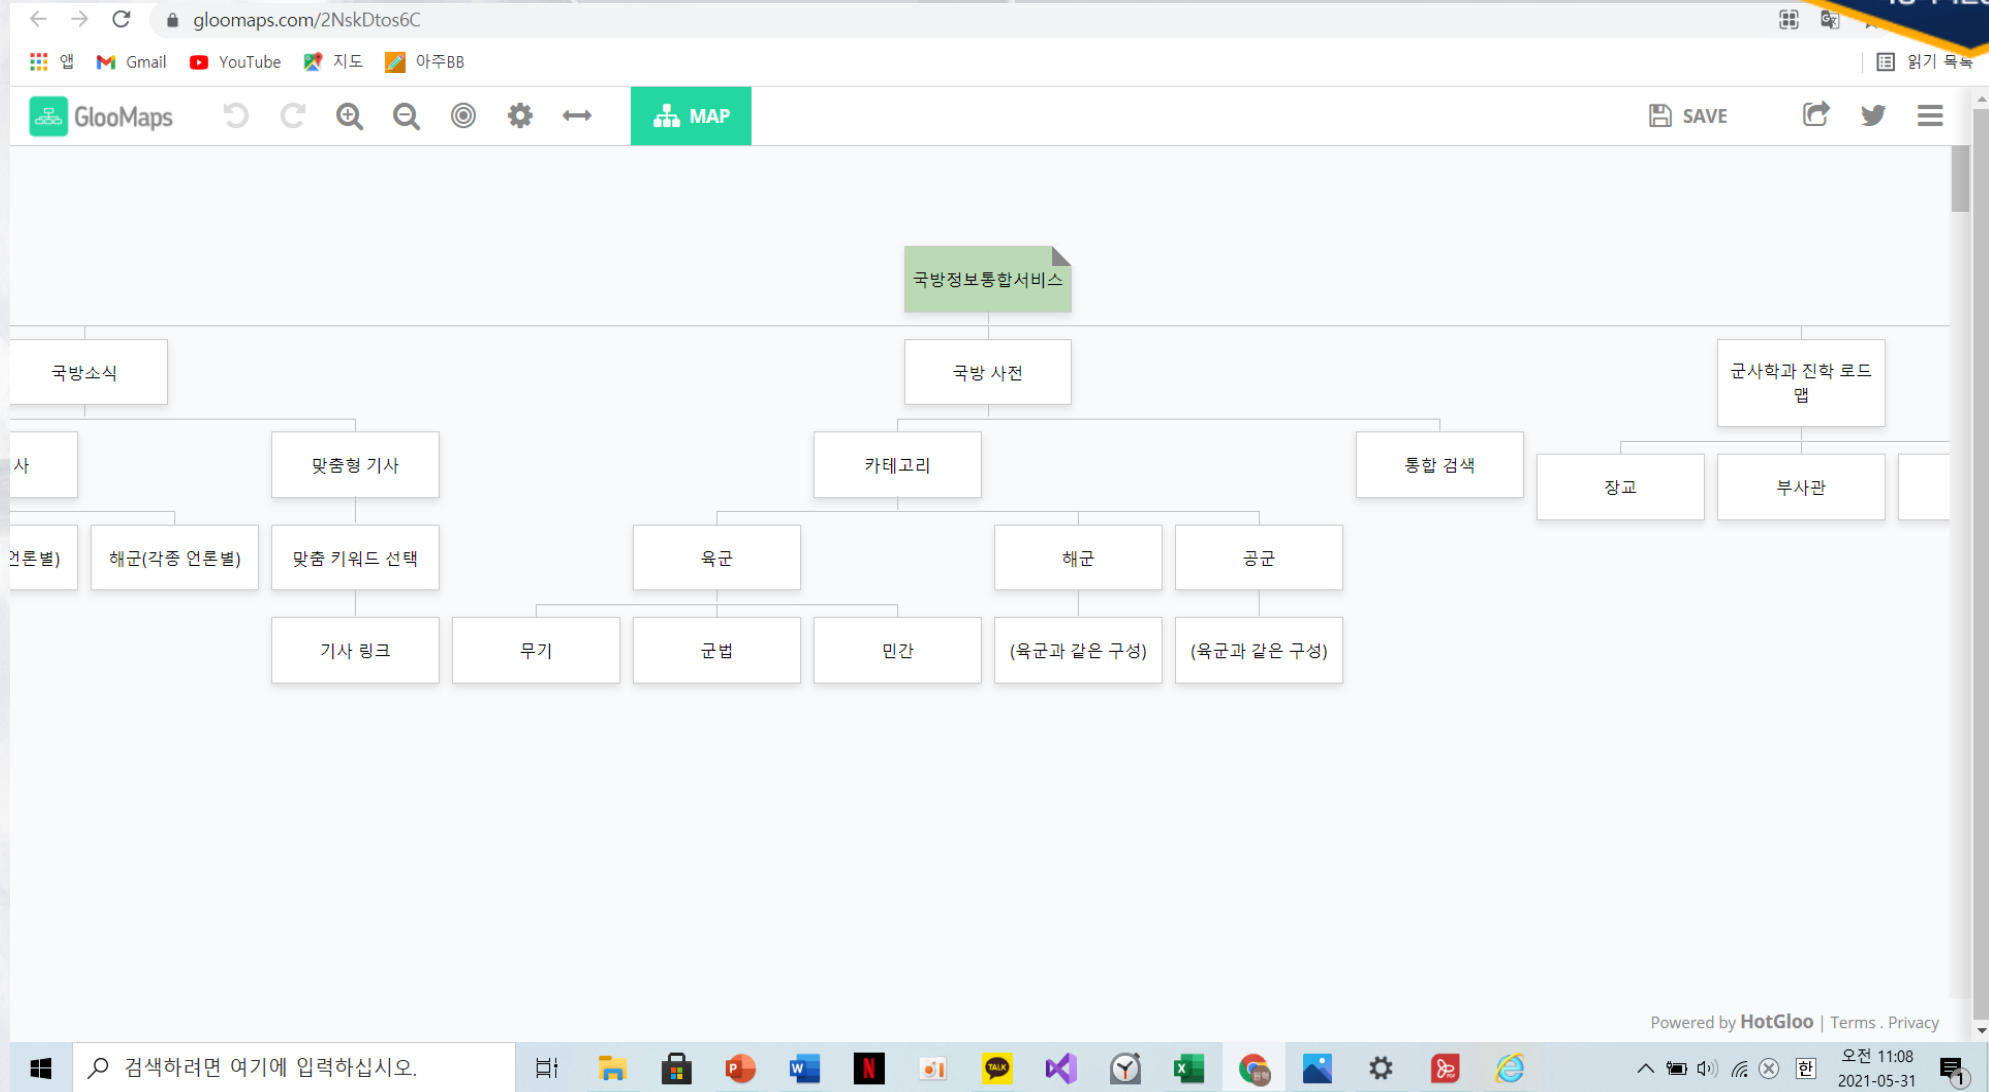 gloomaps.com/2NskDtos6C
앱
Gmail
YouTube
지도
아주BB
읽기 목록
GlooMaps
MAP
SAVE
국방정보통합서비스
국방소식
국방 사전
군사학과 진학 로드
맵
사
맞춤형 기사
카테고리
통합 검색
장교
부사관
언론별)
해군(각종 언론별)
맞춤 키워드 선택
육군
해군
공군
기사 링크
무기
군법
민간
(육군과 같은 구성)
(육군과 같은 구성)
Powered by HotGloo | Terms . Privacy
검색하려면 여기에 입력하십시오.
TALK
한
오전 11:08
2021-05-31
1